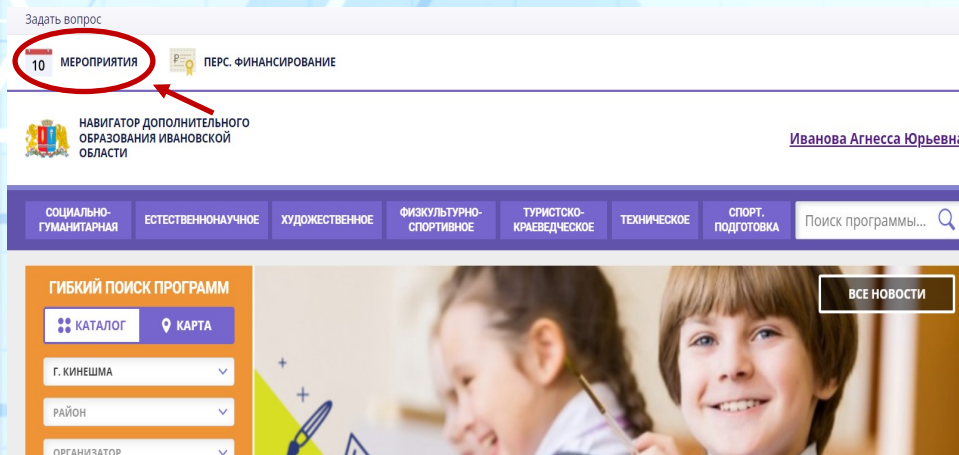 Задать вопрос
10 МЕРОПРИЯТИЯ ПЕРС. ФИНАНСИРОВАНИЕ
НАВИГАТОР ДОПОЛНИТЕЛЬНОГО
ОБРАЗОВАНИЯ ИВАНОВСКОЙ
ОБЛАСТИ
Иванова Агнесса Юрьевна
СОЦИАЛЬНО-
ГУМАНИТАРНАЯ
ЕСТЕСТВЕННОНАУЧНОЕ
ХУДОЖЕСТВЕННОЕ
ФИЗКУЛЬТУРНО-
СПОРТИВНОЕ
ТУРИСТСКО-
КРАЕВЕДЧЕСКОЕ
ТЕХНИЧЕСКОЕ
СПОРТ.
ПОДГОТОВКА
Поиск программы...
ГИБКИЙ ПОИСК ПРОГРАММ
КАТАЛОГ КАРТА
Г. КИНЕШМА
РАЙОН
ОРГАНИЗАТОР
ВСЕ НОВОСТИ